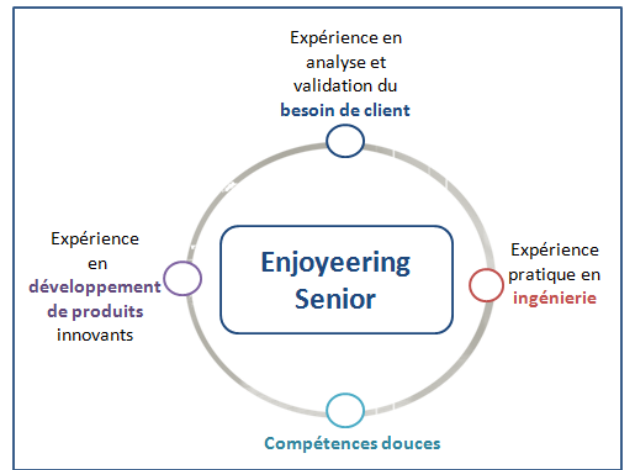 Expérience en
analyse et
validation du
besoin de client
Expérience
en
développement
de produits
innovants
Enjoyeering
Senior
Expérience
pratique en
ingénierie
Compétences douces